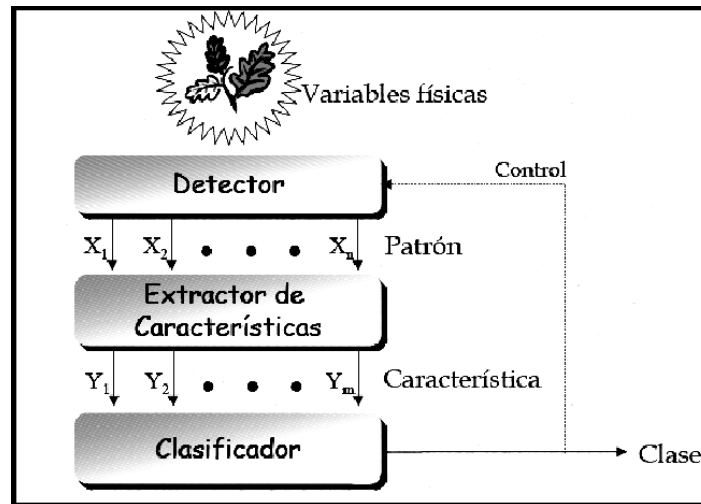 Variables físicas
Control
Detector
X₁ X₂ • • • Xₙ Patrón
Extractor de
Características
Y₁ Y₂ • • • Yₘ Característica
Clasificador
Clase